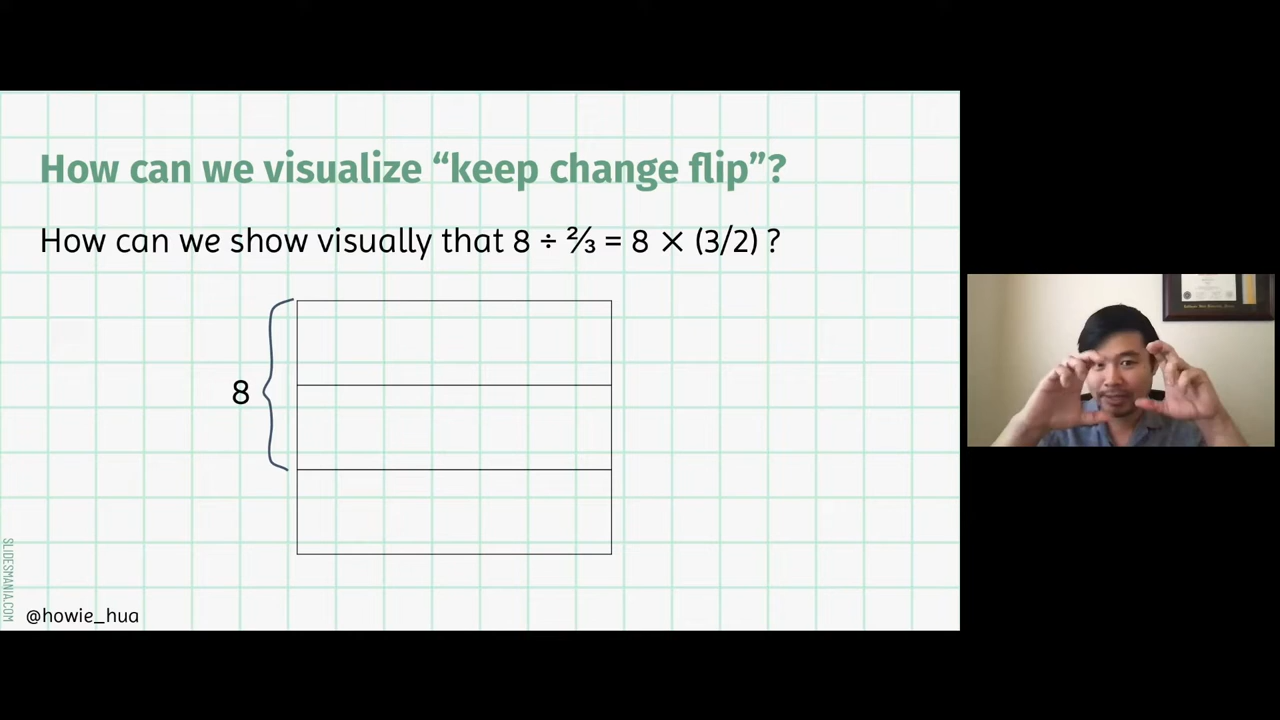 How can we visualize “keep change flip”?
How can we show visually that 8 ÷ ⅔ = 8 × (3/2) ?
8
SLIDESMANIA.COM
@howie_hua